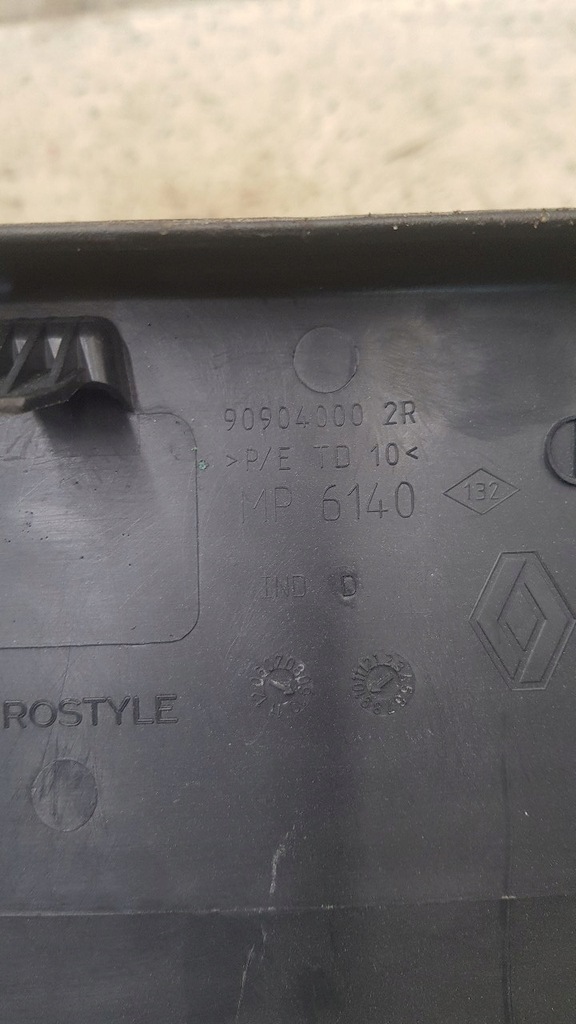 90904000 2R
>P/E TD 10<
MP 6140
132
IND D
ROSTYLE